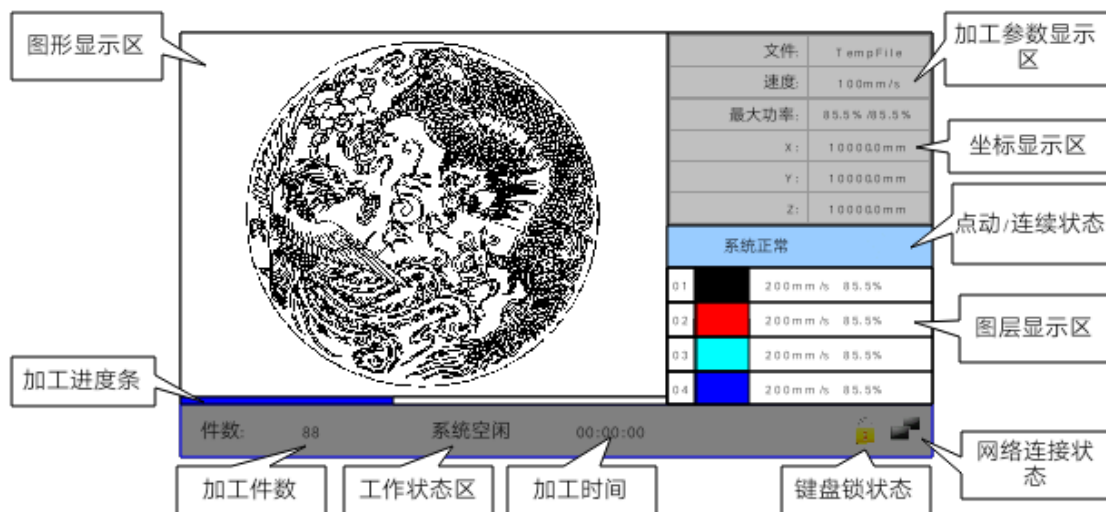 图形显示区
加工参数显示
区
文件: TempFile
速度: 100mm/s
最大功率: 85.5%/85.5%
X: 10000.0mm
坐标显示区
Y: 10000.0mm
Z: 10000.0mm
点动/连续状态
系统正常
01 200mm/s 85.5%
02 200mm/s 85.5%
图层显示区
03 200mm/s 85.5%
04 200mm/s 85.5%
加工进度条
件数: 88 系统空闲 00:00:00
网络连接状
态
加工件数
工作状态区
加工时间
键盘锁状态